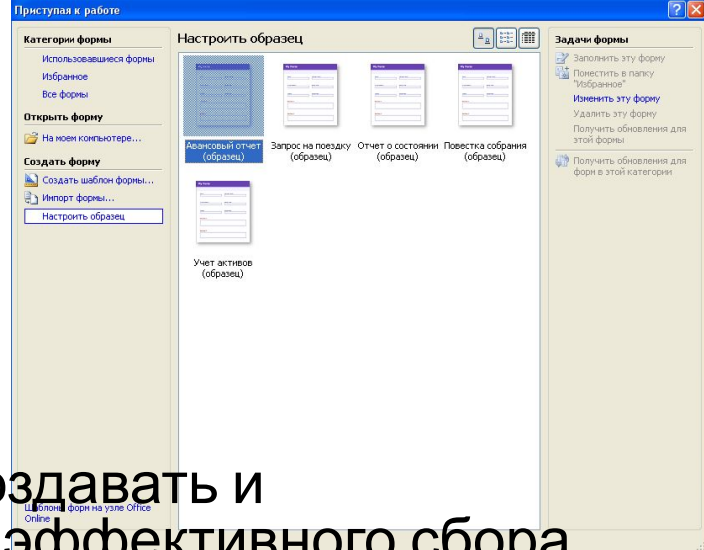 Приступая к работе
Категории формы
Использовавшиеся формы
Избранное
Все формы
Открыть форму
На моем компьютере...
Создать форму
Создать шаблон формы...
Импорт формы...
Настроить образец
Шаблоны форм на узле Office
Online
Настроить образец
Авансовый отчет
(образец)
Запрос на поездку
(образец)
Отчет о состоянии
(образец)
Повестка собрания
(образец)
Учет активов
(образец)
Задачи формы
Заполнить эту форму
Поместить в папку
"Избранное"
Изменить эту форму
Удалить эту форму
Получить обновления для
этой формы
Получить обновления для
форм в этой категории
здавать и
эффективного сбора